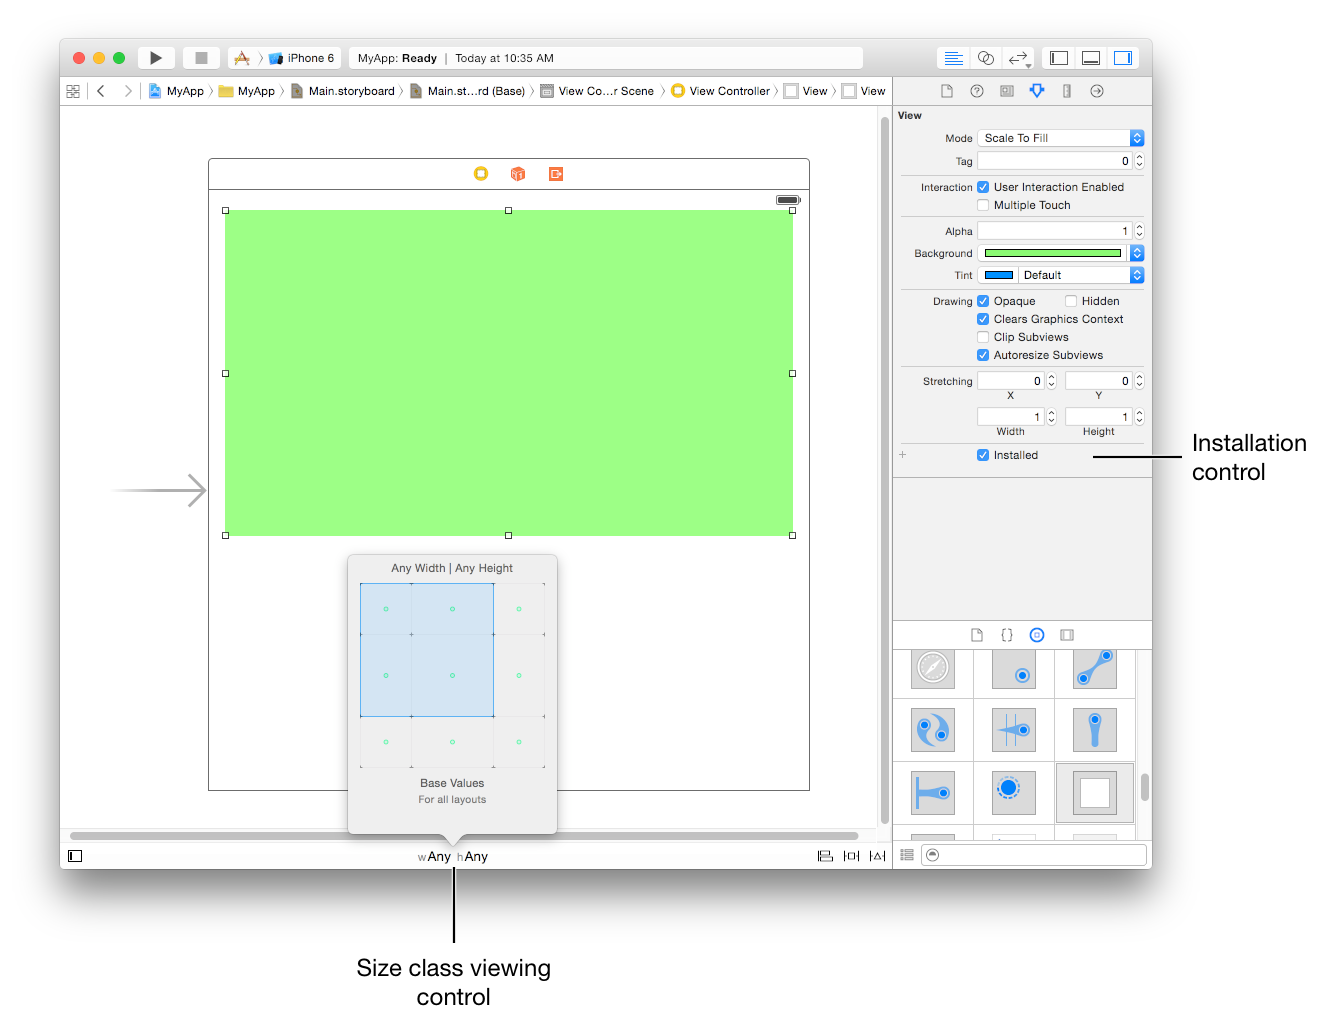 iPhone 6
MyApp: Ready | Today at 10:35 AM
MyApp
MyApp
Main.storyboard
Main.st...rd (Base)
View Co...r Scene
View Controller
View
View
View
Mode Scale To Fill
Tag 0
Interaction User Interaction Enabled
Multiple Touch
Alpha 1
Background
Tint Default
Drawing Opaque Hidden
Clears Graphics Context
Clip Subviews
Autoresize Subviews
Stretching 0 0
X Y
1 1
Width Height
+ Installed
Installation
control
Any Width | Any Height
Base Values
For all layouts
wAny hAny
Size class viewing
control